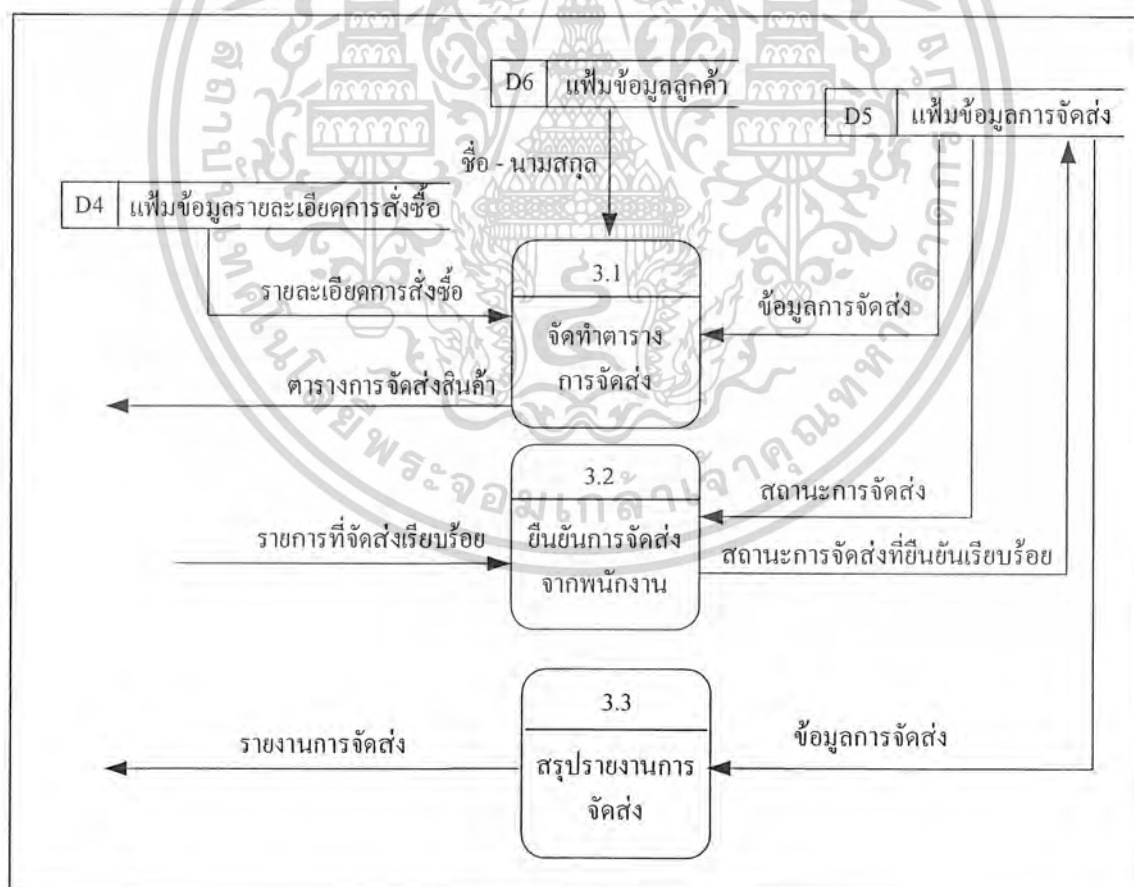 D6 แฟ้มข้อมูลลูกค้า
D5 แฟ้มข้อมูลการจัดส่ง
ชื่อ - นามสกุล
D4 แฟ้มข้อมูลรายละเอียดการสั่งซื้อ
3.1
รายละเอียดการสั่งซื้อ
ข้อมูลการจัดส่ง
จัดทำตาราง
การจัดส่ง
ตารางการจัดส่งสินค้า
3.2
สถานะการจัดส่ง
รายการที่จัดส่งเรียบร้อย
ยืนยันการจัดส่ง
จากพนักงาน
สถานะการจัดส่งที่ยืนยันเรียบร้อย
3.3
รายงานการจัดส่ง
ข้อมูลการจัดส่ง
สรุปรายงานการ
จัดส่ง